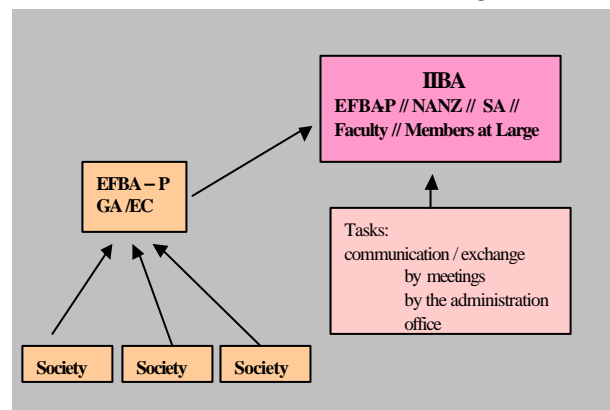 IIBA
EFBA-P // NANZ // SA //
Faculty // Members at Large
EFBA – P
GA /EC
Tasks:
communication / exchange
by meetings
by the administration
office
Society
Society
Society